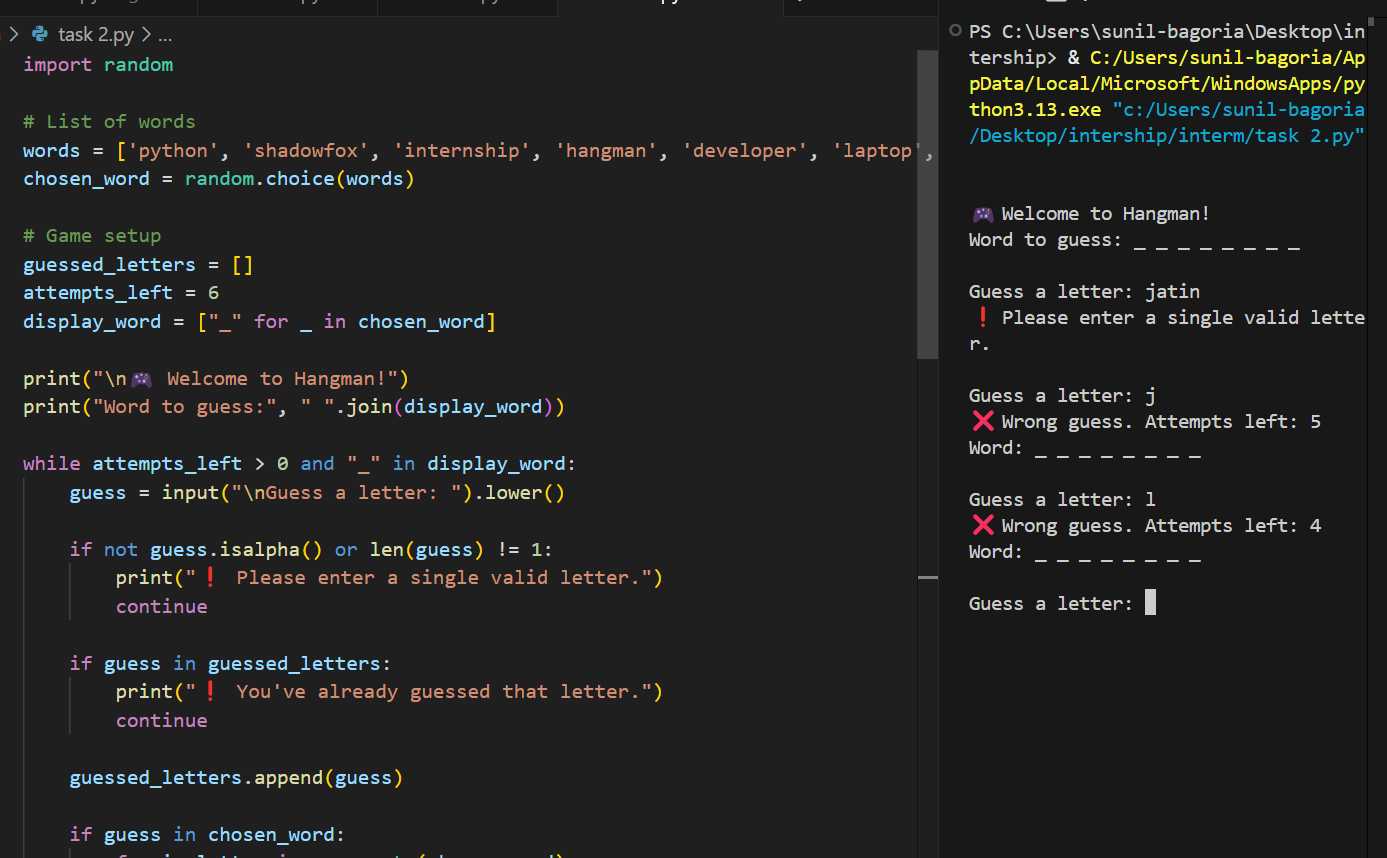 task 2.py > ...
import random
# List of words
words = ['python', 'shadowfox', 'internship', 'hangman', 'developer', 'laptop',
chosen_word = random.choice(words)
# Game setup
guessed_letters = []
attempts_left = 6
display_word = ["_" for _ in chosen_word]
print("\n🎮 Welcome to Hangman!")
print("Word to guess:", " ".join(display_word))
while attempts_left > 0 and "_" in display_word:
    guess = input("\nGuess a letter: ").lower()
    if not guess.isalpha() or len(guess) != 1:
        print("❗ Please enter a single valid letter.")
        continue
    if guess in guessed_letters:
        print("❗ You've already guessed that letter.")
        continue
    guessed_letters.append(guess)
    if guess in chosen_word:
PS C:\Users\sunil-bagoria\Desktop\in
tership> & C:/Users/sunil-bagoria/Ap
pData/Local/Microsoft/WindowsApps/py
thon3.13.exe "c:/Users/sunil-bagoria
/Desktop/intership/interm/task 2.py"
🎮 Welcome to Hangman!
Word to guess: _ _ _ _ _ _ _ _
Guess a letter: jatin
❗ Please enter a single valid lette
r.
Guess a letter: j
❌ Wrong guess. Attempts left: 5
Word: _ _ _ _ _ _ _ _
Guess a letter: l
❌ Wrong guess. Attempts left: 4
Word: _ _ _ _ _ _ _ _
Guess a letter: